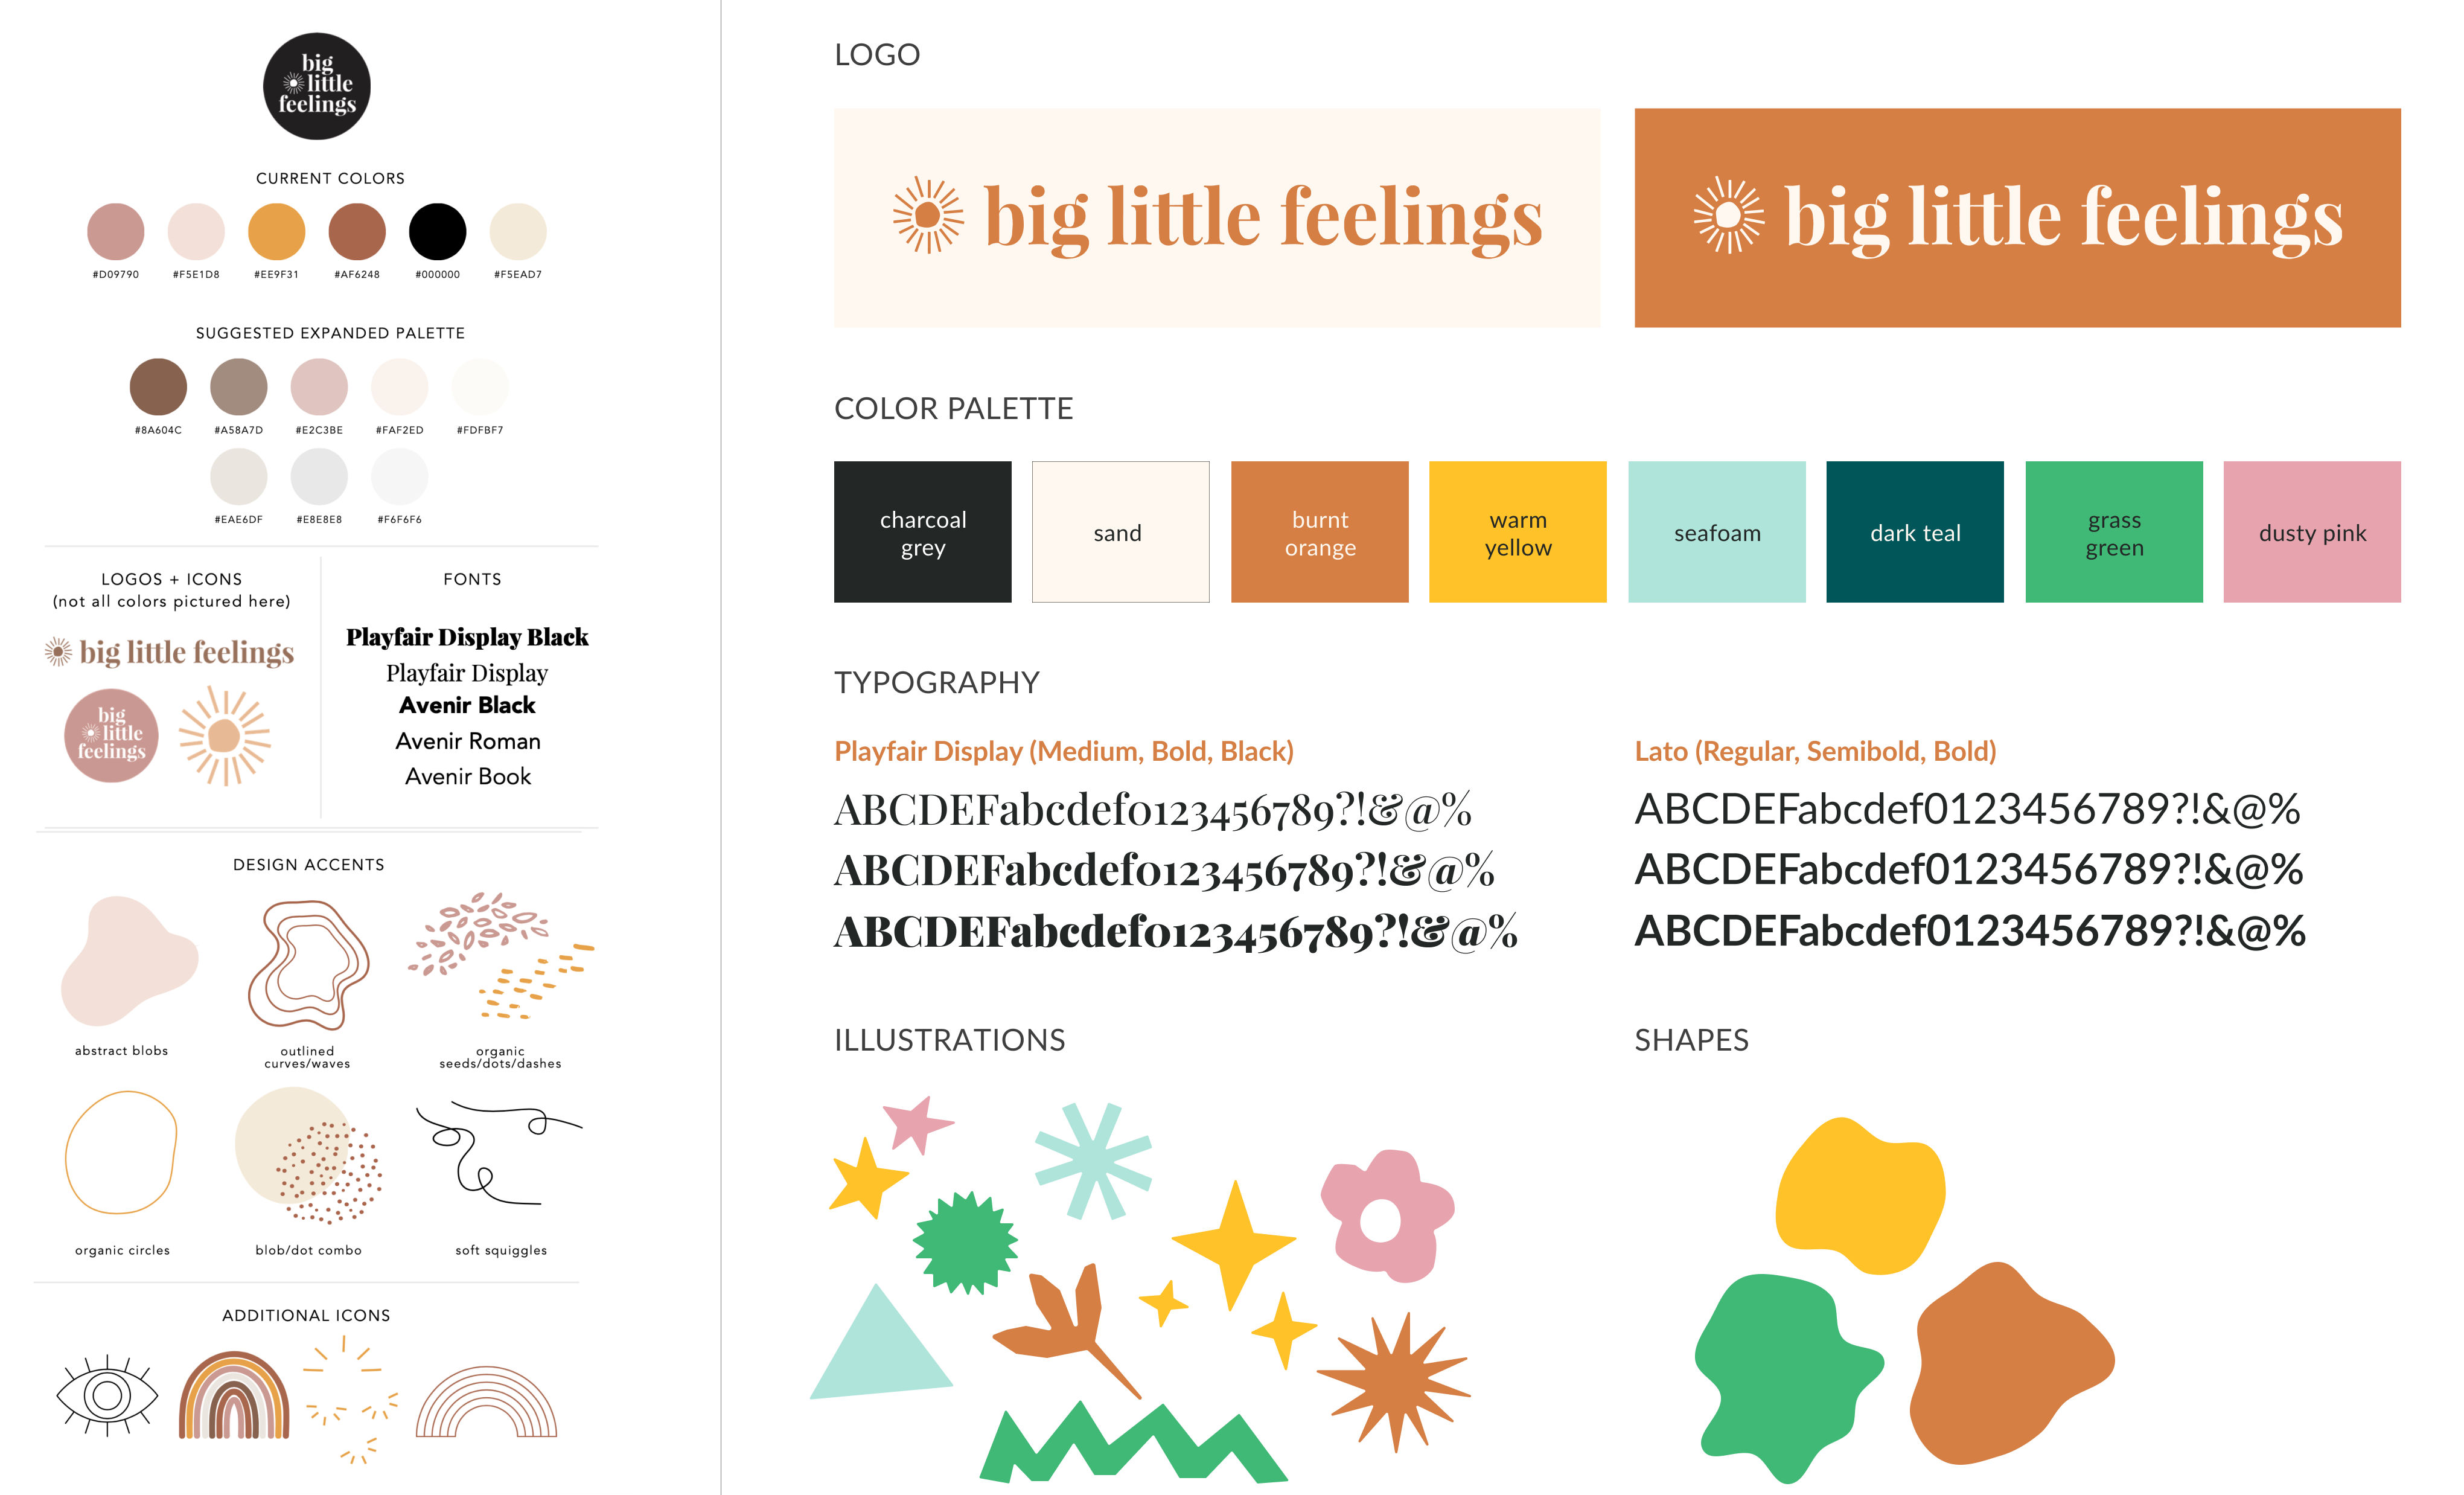 big
little
feelings
CURRENT COLORS
#D09790 #F5E1D8 #EE9F31 #AF6248 #000000 #F5EAD7
SUGGESTED EXPANDED PALETTE
#8A604C #A58A7D #E2C3BE #FAF2ED #FDFBF7
#EAE6DF #E8E8E8 #F6F6F6
LOGOS + ICONS
(not all colors pictured here)
big little feelings
big
little
feelings
FONTS
Playfair Display Black
Playfair Display
Avenir Black
Avenir Roman
Avenir Book
DESIGN ACCENTS
abstract blobs
outlined
curves/waves
organic
seeds/dots/dashes
organic circles
blob/dot combo
soft squiggles
ADDITIONAL ICONS
LOGO
big little feelings
big little feelings
COLOR PALETTE
charcoal
grey
sand
burnt
orange
warm
yellow
seafoam
dark teal
grass
green
dusty pink
TYPOGRAPHY
Playfair Display (Medium, Bold, Black)
ABCDEFabcdef0123456789?!&@%
ABCDEFabcdef0123456789?!&@%
ABCDEFabcdef0123456789?!&@%
Lato (Regular, Semibold, Bold)
ABCDEFabcdef0123456789?!&@%
ABCDEFabcdef0123456789?!&@%
ABCDEFabcdef0123456789?!&@%
ILLUSTRATIONS
SHAPES